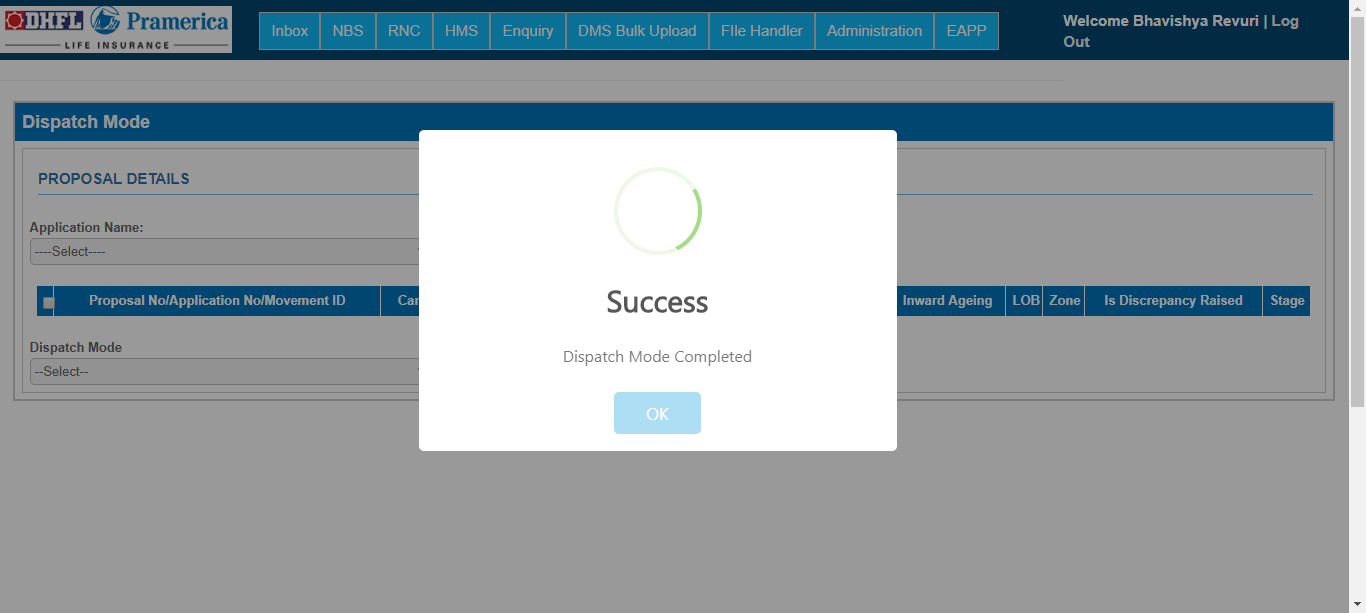 DHFL Pramerica
LIFE INSURANCE
Inbox NBS RNC HMS Enquiry DMS Bulk Upload FIle Handler Administration EAPP
Welcome Bhavishya Revuri | Log
Out
Dispatch Mode
PROPOSAL DETAILS
Application Name:
----Select----
Proposal No/Application No/Movement ID Inward Ageing LOB Zone Is Discrepancy Raised Stage
Dispatch Mode
--Select--
Success
Dispatch Mode Completed
OK